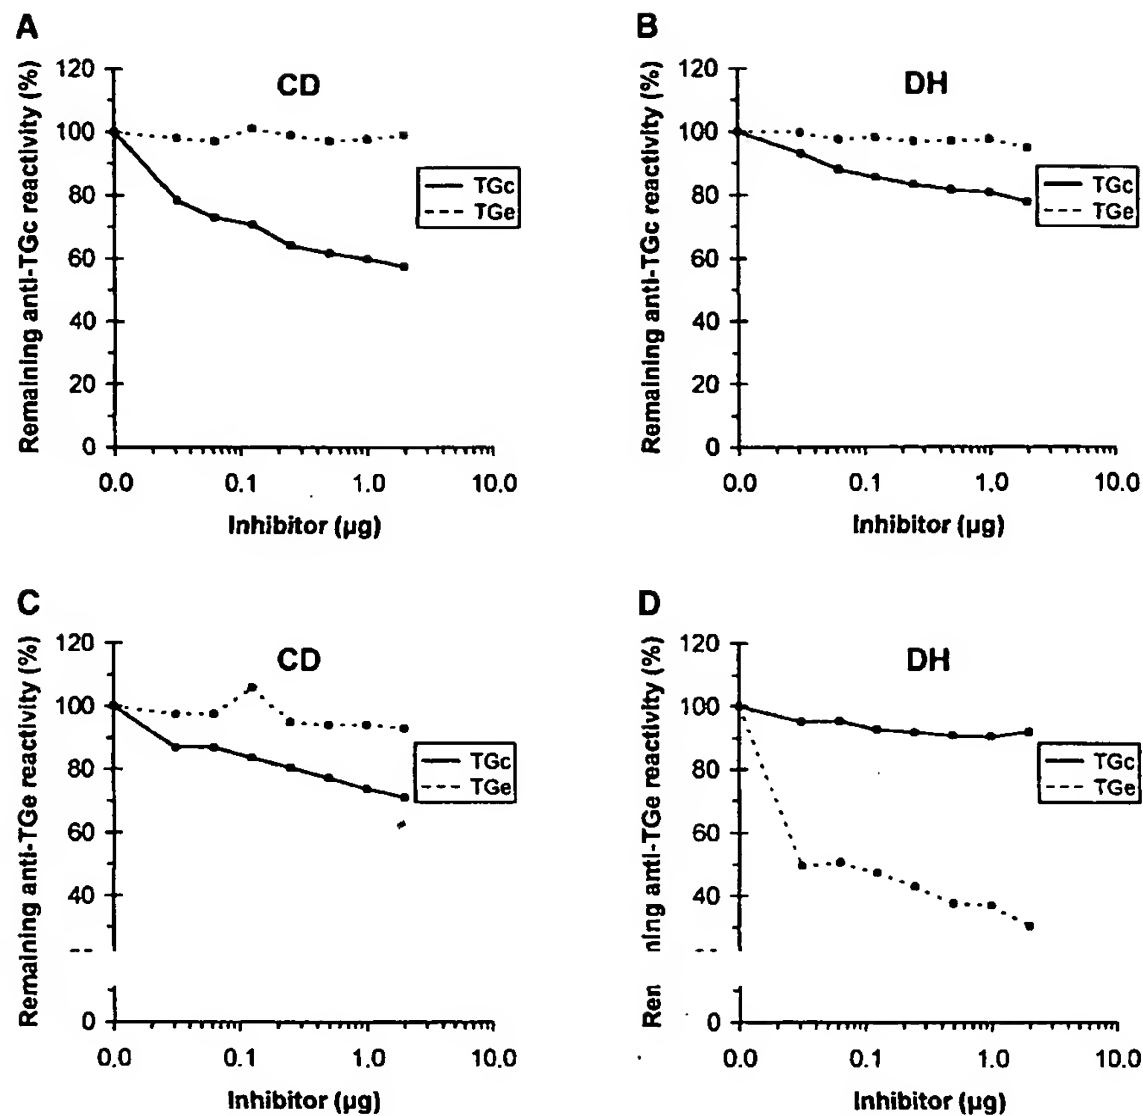 A
B
Remaining anti-TGc reactivity (%)
120
100
80
60
40
20
0
CD
TGc
TGe
0.0
0.1
1.0
10.0
Inhibitor (µg)
Remaining anti-TGc reactivity (%)
120
100
80
60
40
20
0
DH
TGc
TGe
0.0
0.1
1.0
10.0
Inhibitor (µg)
C
D
Remaining anti-TGe reactivity (%)
120
100
80
60
40
0
CD
TGc
TGe
0.0
0.1
1.0
10.0
Inhibitor (µg)
Ren ning anti-TGe reactivity (%)
120
100
80
60
40
0
DH
TGc
TGe
0.0
0.1
1.0
10.0
Inhibitor (µg)